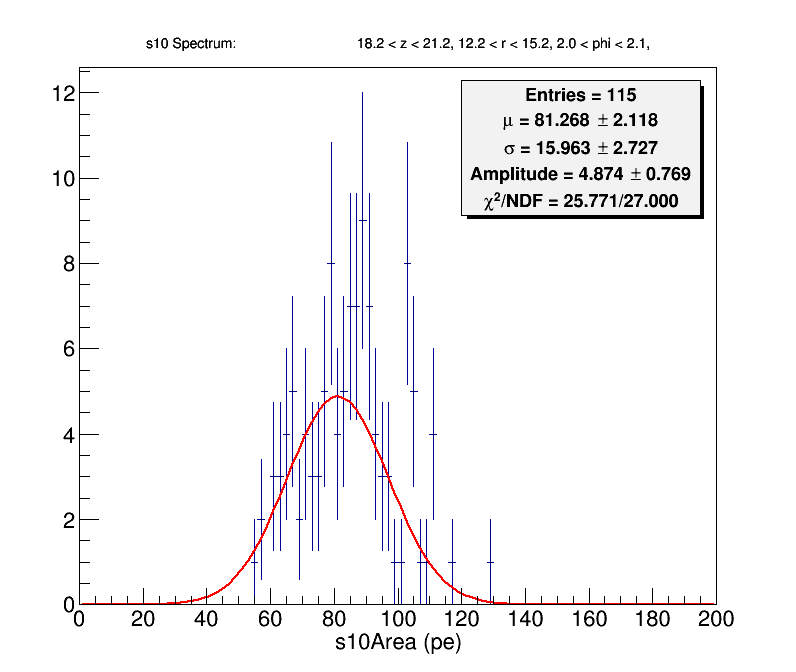 s10 Spectrum: 18.2 < z < 21.2, 12.2 < r < 15.2, 2.0 < phi < 2.1,
Entries = 115
μ = 81.268 ± 2.118
σ = 15.963 ± 2.727
Amplitude = 4.874 ± 0.769
χ²/NDF = 25.771/27.000
12
10
8
6
4
2
0
0 20 40 60 80 100 120 140 160 180 200
s10Area (pe)